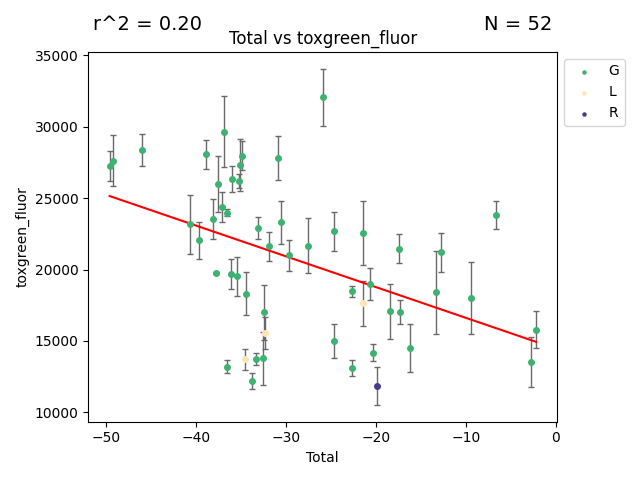 r^2 = 0.20
N = 52
Total vs toxgreen_fluor
35000
30000
25000
20000
15000
10000
toxgreen_fluor
−50
−40
−30
−20
−10
0
Total
G
L
R